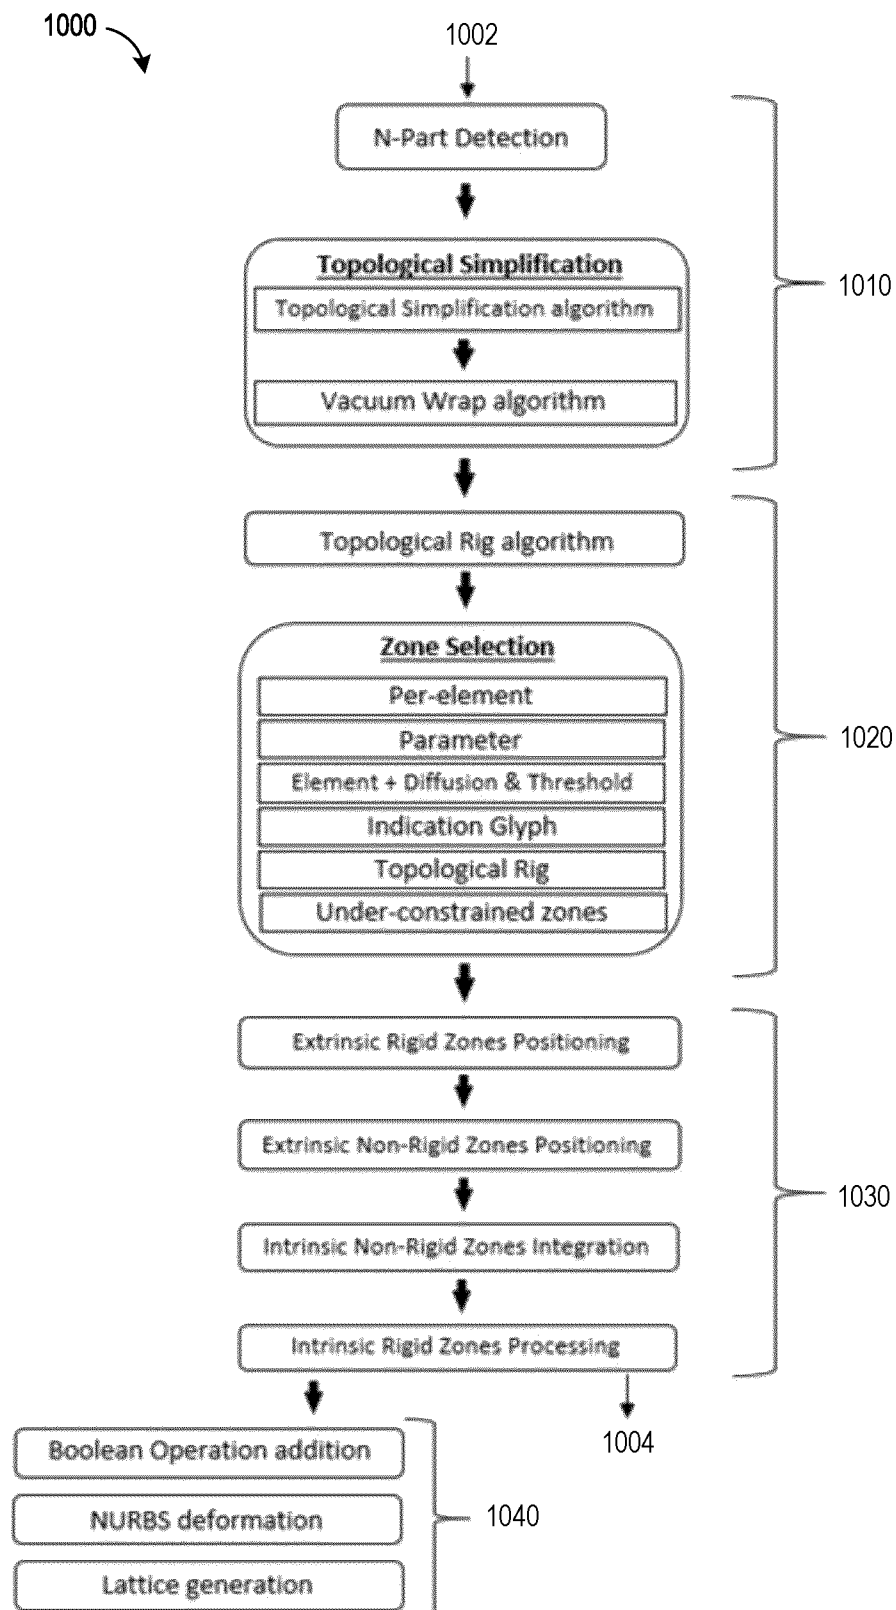 1000
1002
N-Part Detection
Topological Simplification
Topological Simplification algorithm
Vacuum Wrap algorithm
1010
Topological Rig algorithm
Zone Selection
Per-element
Parameter
Element + Diffusion & Threshold
Indication Glyph
Topological Rig
Under-constrained zones
1020
Extrinsic Rigid Zones Positioning
Extrinsic Non-Rigid Zones Positioning
Intrinsic Non-Rigid Zones Integration
Intrinsic Rigid Zones Processing
1030
1004
Boolean Operation addition
NURBS deformation
Lattice generation
1040